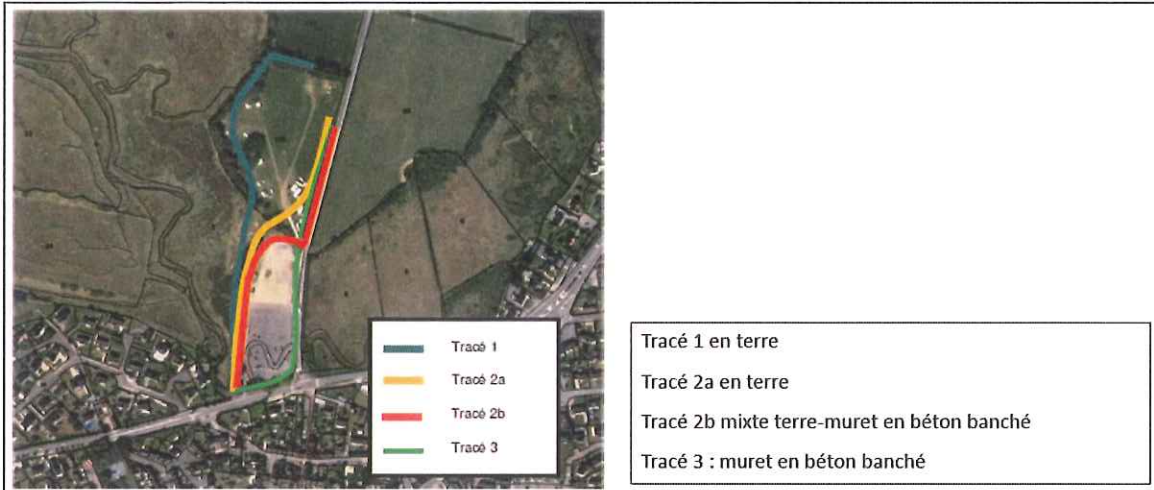 Tracé 1
Tracé 2a
Tracé 2b
Tracé 3
Tracé 1 en terre
Tracé 2a en terre
Tracé 2b mixte terre-muret en béton banché
Tracé 3 : muret en béton banché